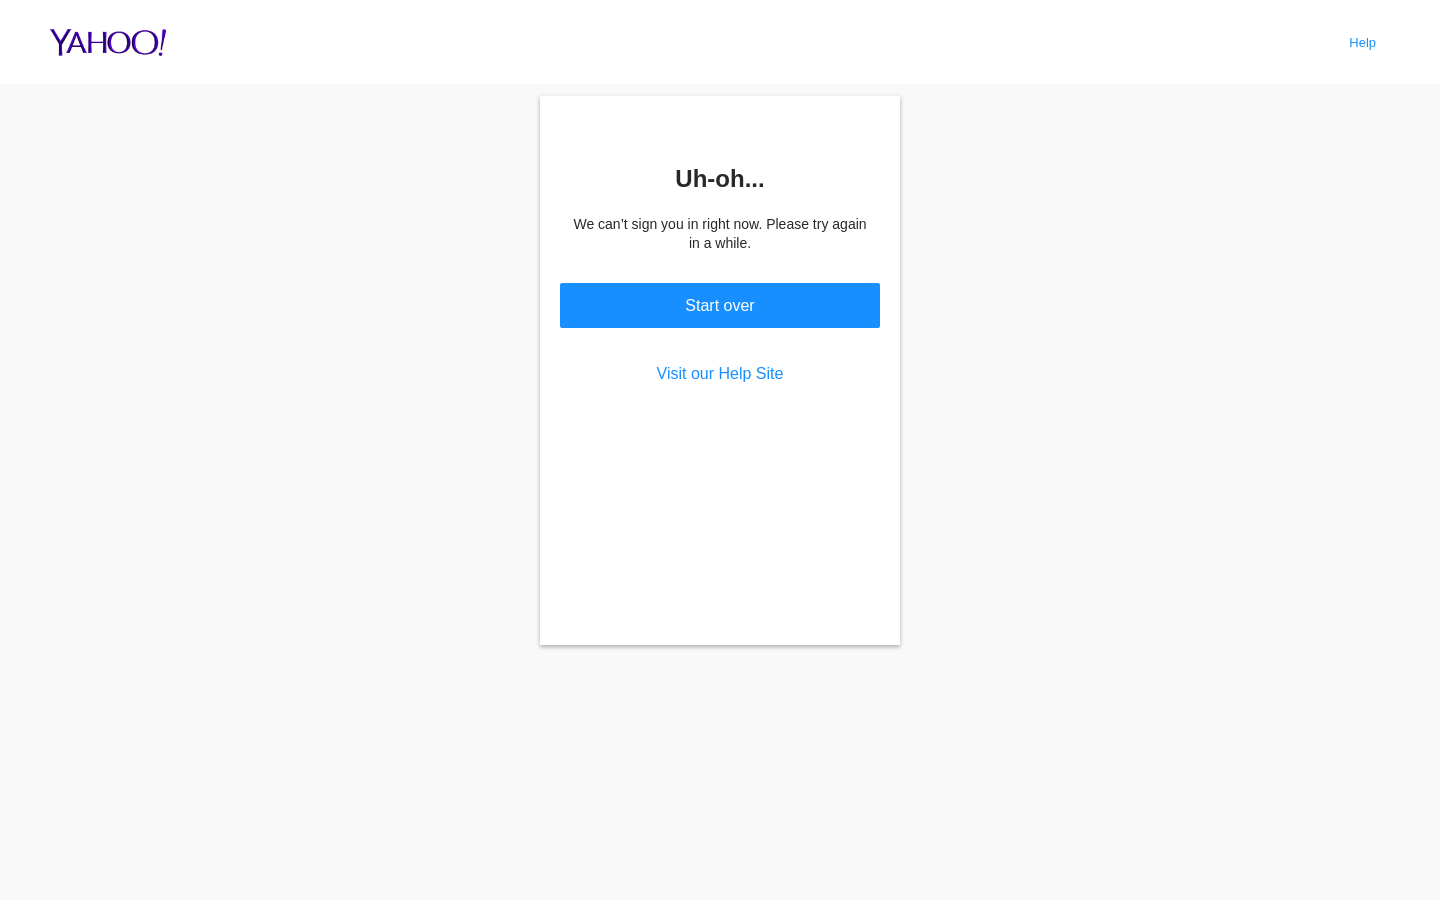 YAHOO!
Help
Uh-oh...
We can’t sign you in right now. Please try again
in a while.
Start over
Visit our Help Site